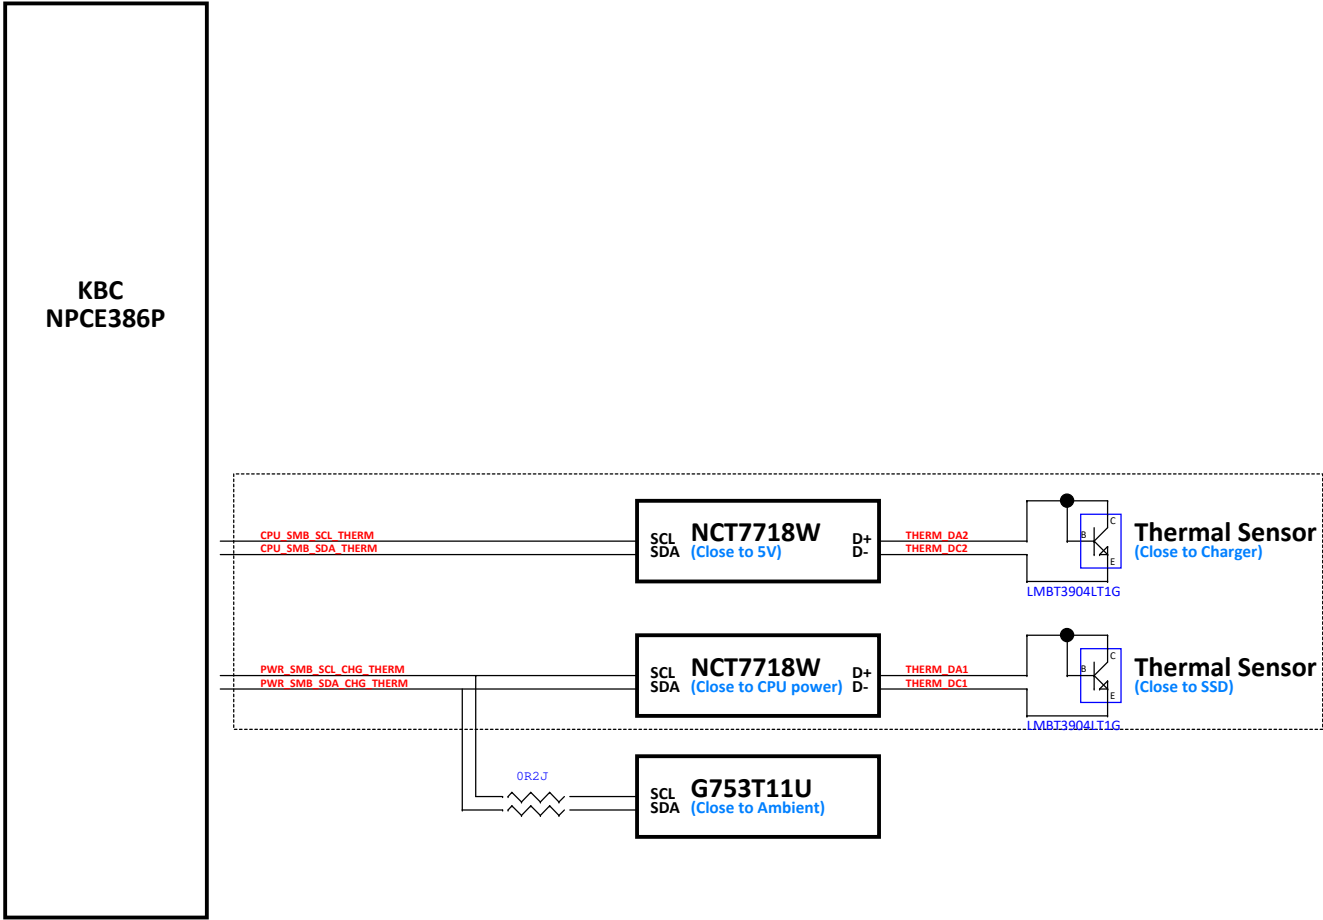 KBC
NPCE386P
CPU_SMB_SCL_THERM
CPU_SMB_SDA_THERM
SCL
SDA
NCT7718W
(Close to 5V)
D+
D-
THERM_DA2
THERM_DC2
C
B
E
LMBT3904LT1G
Thermal Sensor
(Close to Charger)
PWR_SMB_SCL_CHG_THERM
PWR_SMB_SDA_CHG_THERM
SCL
SDA
NCT7718W
(Close to CPU power)
D+
D-
THERM_DA1
THERM_DC1
C
B
E
LMBT3904LT1G
Thermal Sensor
(Close to SSD)
0R2J
SCL
SDA
G753T11U
(Close to Ambient)